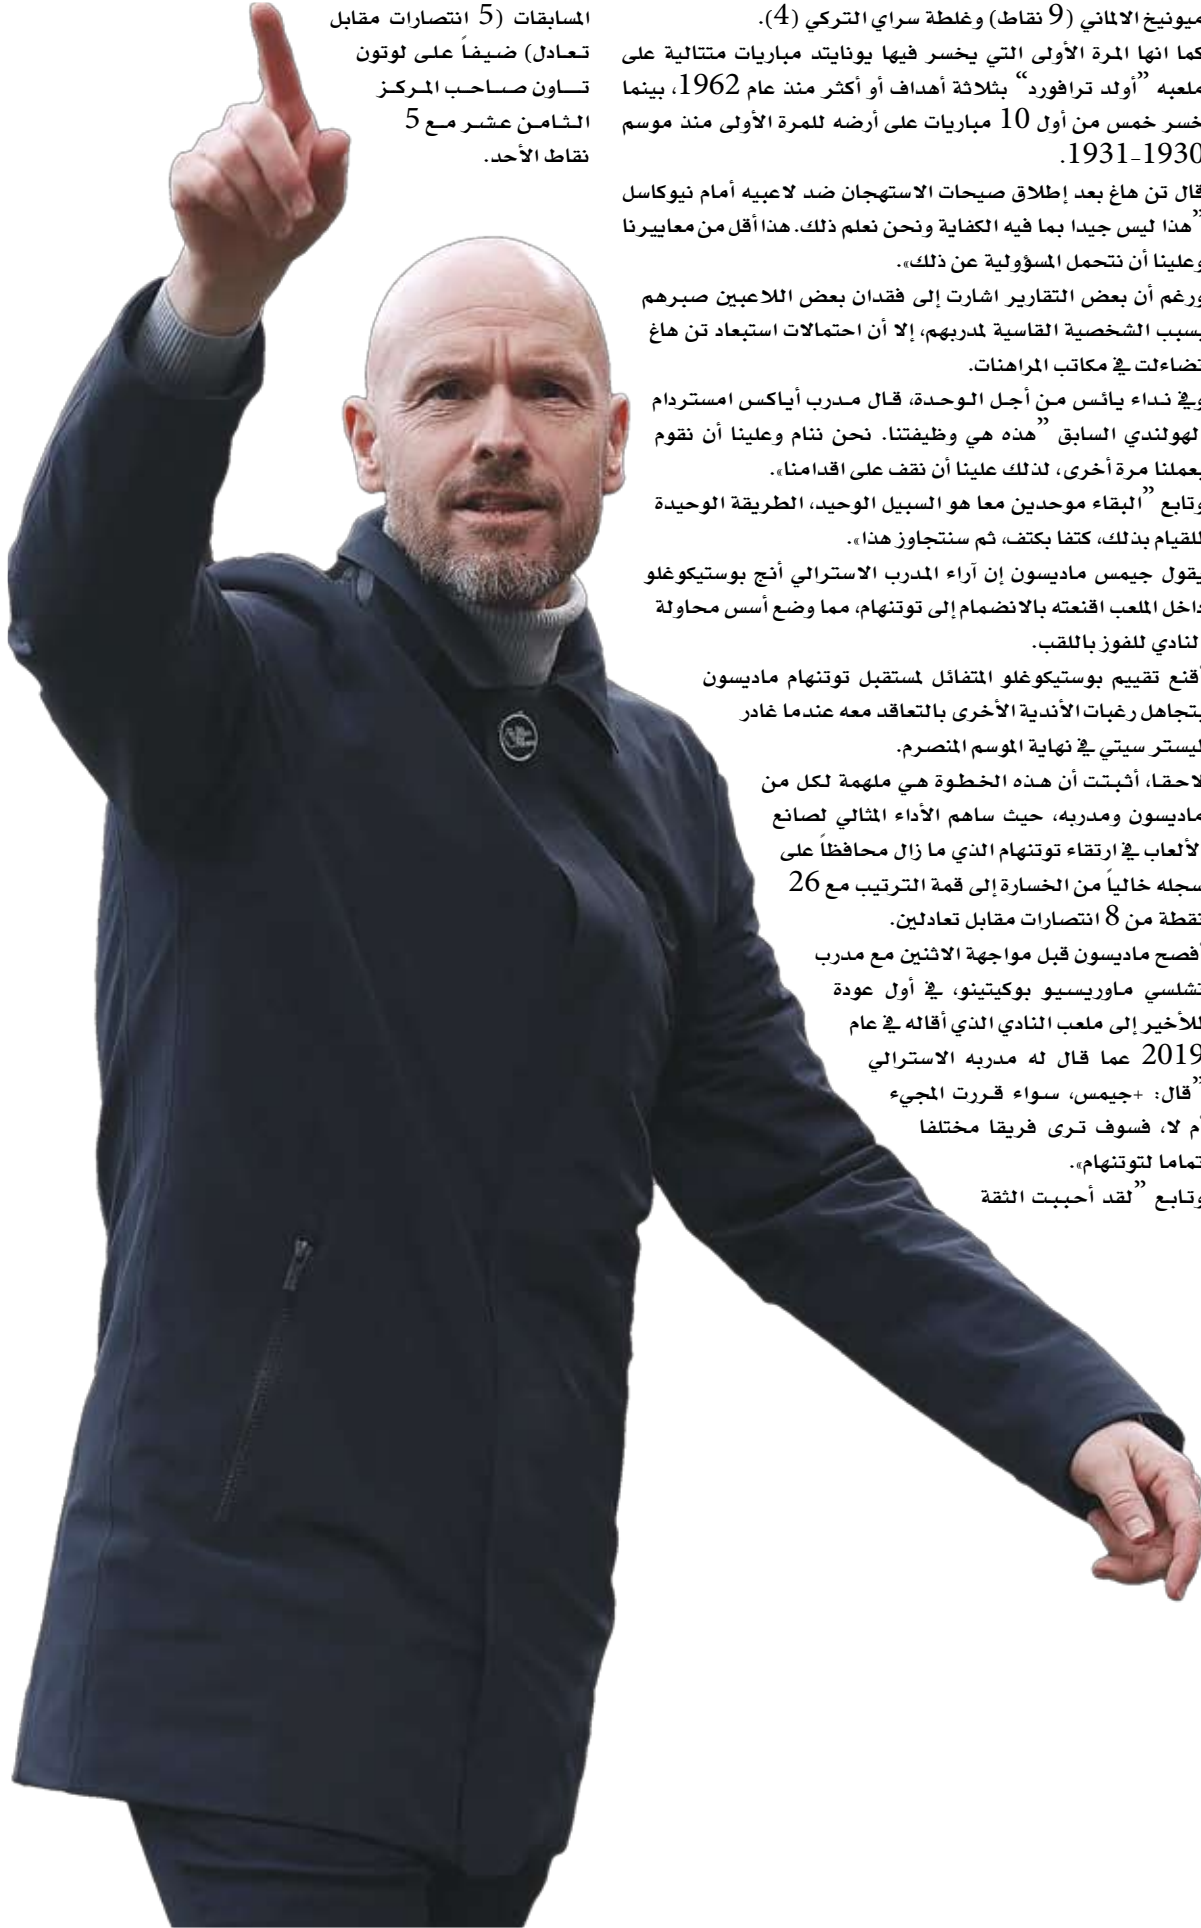 ميونيخ الالماني (9 نقاط) وغلطة سراي التركي (4).
كما انها المرة الأولى التي يخسر فيها يونايتد مباريات متتالية على
ملعبه ”أولد ترافورد“ بثلاثة أهداف أو أكثر منذ عام 1962، بينما
خسر خمس من أول 10 مباريات على أرضه للمرة الأولى منذ موسم
1930-1931.
قال تن هاغ بعد إطلاق صيحات الاستهجان ضد لاعبيه أمام نيوكاسل
”هذا ليس جيدا بما فيه الكفاية ونحن نعلم ذلك. هذا أقل من معاييرنا
وعلينا أن نتحمل المسؤولية عن ذلك».
ورغم أن بعض التقارير اشارت إلى فقدان بعض اللاعبين صبرهم
بسبب الشخصية القاسية لمدربهم، إلا أن احتمالات استبعاد تن هاغ
تضاءلت في مكاتب المراهنات.
وفي نداء يائس من أجل الوحدة، قال مدرب أياكس امستردام
الهولندي السابق ”هذه هي وظيفتنا. نحن ننام وعلينا أن نقوم
بعملنا مرة أخرى، لذلك علينا أن نقف على اقدامنا».
وتابع ”البقاء موحدين معا هو السبيل الوحيد، الطريقة الوحيدة
للقيام بذلك، كتفا بكتف، ثم سنتجاوز هذا».
يقول جيمس ماديسون إن آراء المدرب الاسترالي أنج بوستيكوغلو
داخل الملعب اقنعته بالانضمام إلى توتنهام، مما وضع أسس محاولة
النادي للفوز باللقب.
أقنع تقييم بوستيكوغلو المتفائل لمستقبل توتنهام ماديسون
بتجاهل رغبات الأندية الأخرى بالتعاقد معه عندما غادر
ليستر سيتي في نهاية الموسم المنصرم.
لاحقا، أثبتت أن هذه الخطوة هي ملهمة لكل من
ماديسون ومدربه، حيث ساهم الأداء المثالي لصانع
الألعاب في ارتقاء توتنهام الذي ما زال محافظاً على
سجله خالياً من الخسارة إلى قمة الترتيب مع 26
نقطة من 8 انتصارات مقابل تعادلين.
أفصح ماديسون قبل مواجهة الاثنين مع مدرب
تشلسي ماوريسيو بوكيتينو، في أول عودة
للأخير إلى ملعب النادي الذي أقاله في عام
2019 عما قال له مدربه الاسترالي
”قال: +جيمس، سواء قررت المجيء
أم لا، فسوف ترى فريقا مختلفا
تماما لتوتنهام».
وتابع ”لقد أحببت الثقة
المسابقات (5 انتصارات مقابل
تعادل) ضيفاً على لوتون
تاون صاحب المركز
الثامن عشر مع 5
نقاط الأحد.